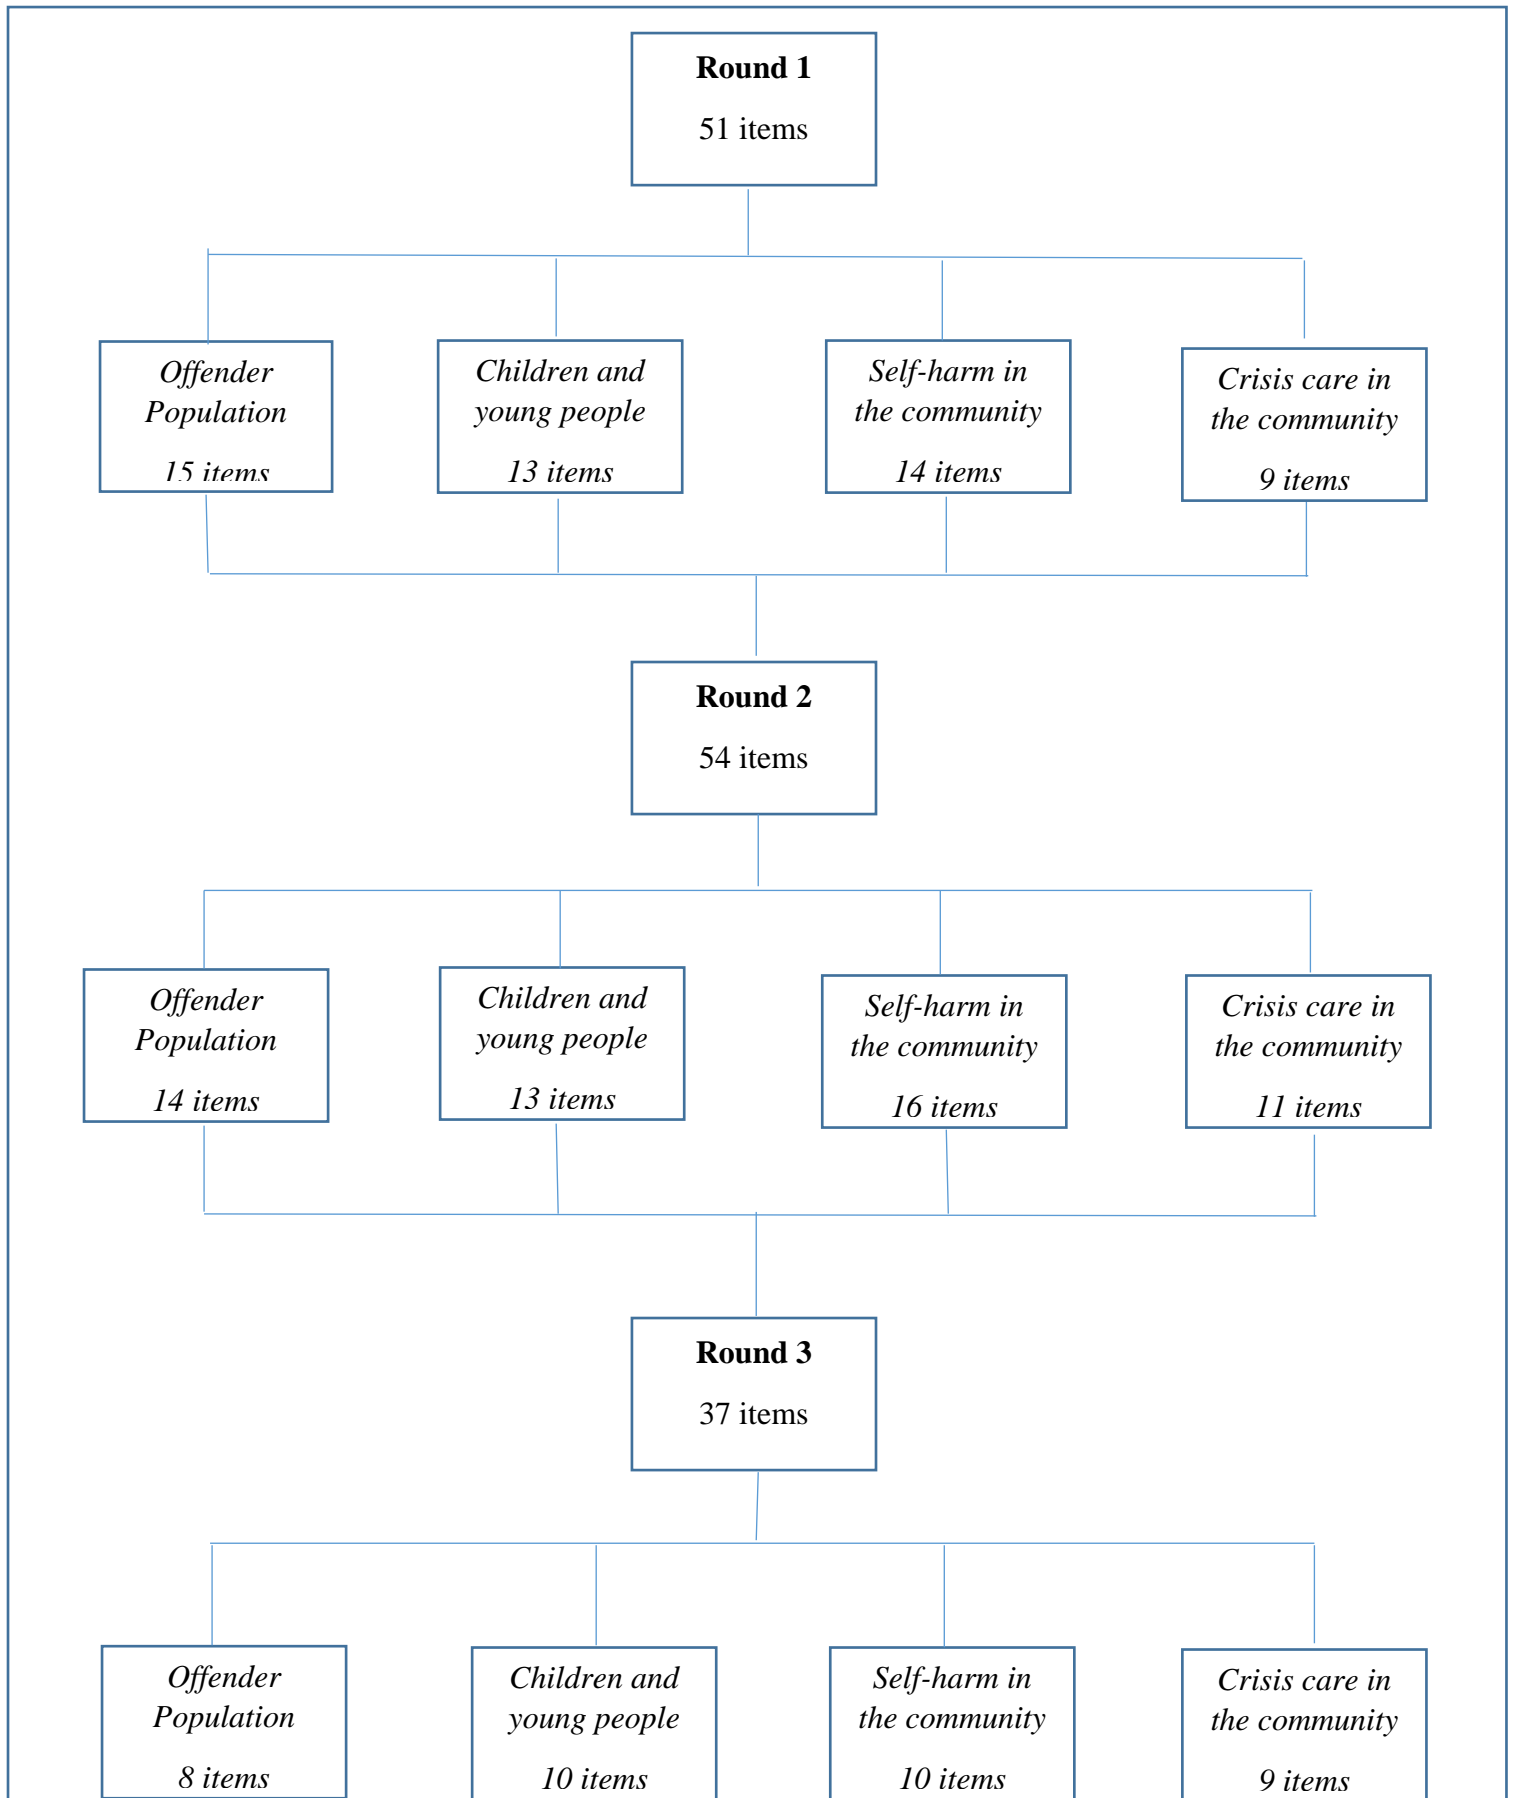 Round 1
51 items
Offender
Population
15 items
Children and
young people
13 items
Self-harm in
the community
14 items
Crisis care in
the community
9 items
Round 2
54 items
Offender
Population
14 items
Children and
young people
13 items
Self-harm in
the community
16 items
Crisis care in
the community
11 items
Round 3
37 items
Offender
Population
8 items
Children and
young people
10 items
Self-harm in
the community
10 items
Crisis care in
the community
9 items